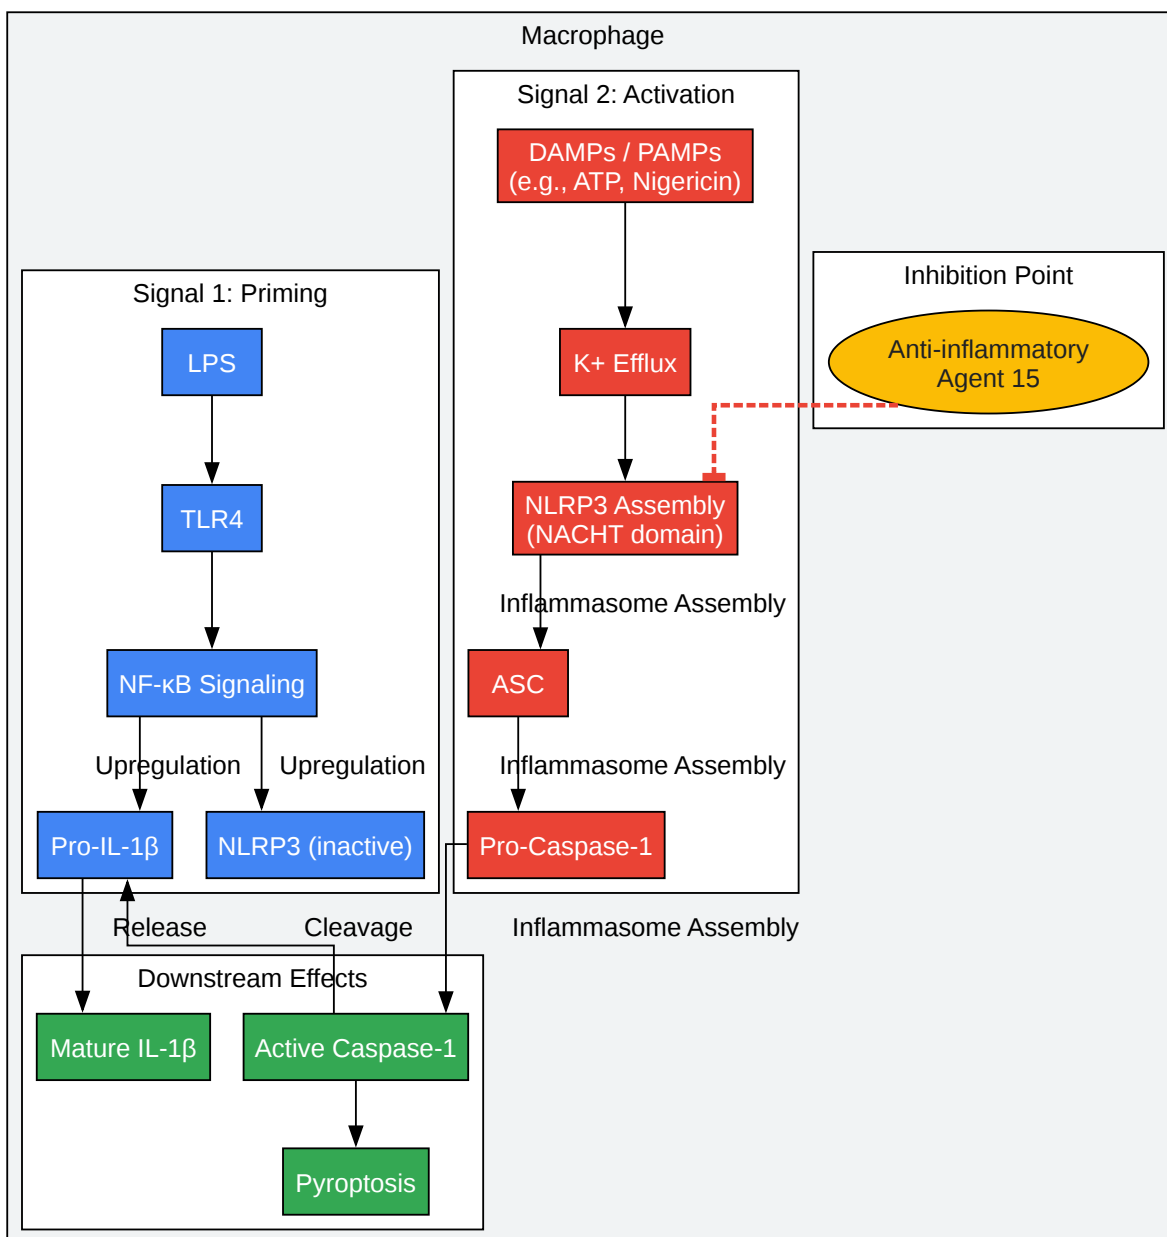 Macrophage
Signal 2: Activation
DAMPs / PAMPs
(e.g., ATP, Nigericin)
K+ Efflux
NLRP3 Assembly
(NACHT domain)
Inflammasome Assembly
ASC
Inflammasome Assembly
Pro-Caspase-1
Inflammasome Assembly
Inhibition Point
Anti-inflammatory
Agent 15
Signal 1: Priming
LPS
TLR4
NF-κB Signaling
Upregulation
Upregulation
Pro-IL-1β
NLRP3 (inactive)
Release
Cleavage
Downstream Effects
Mature IL-1β
Active Caspase-1
Pyroptosis